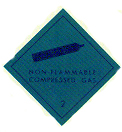 NON-FLAMMABLE
COMPRESSED GAS
2